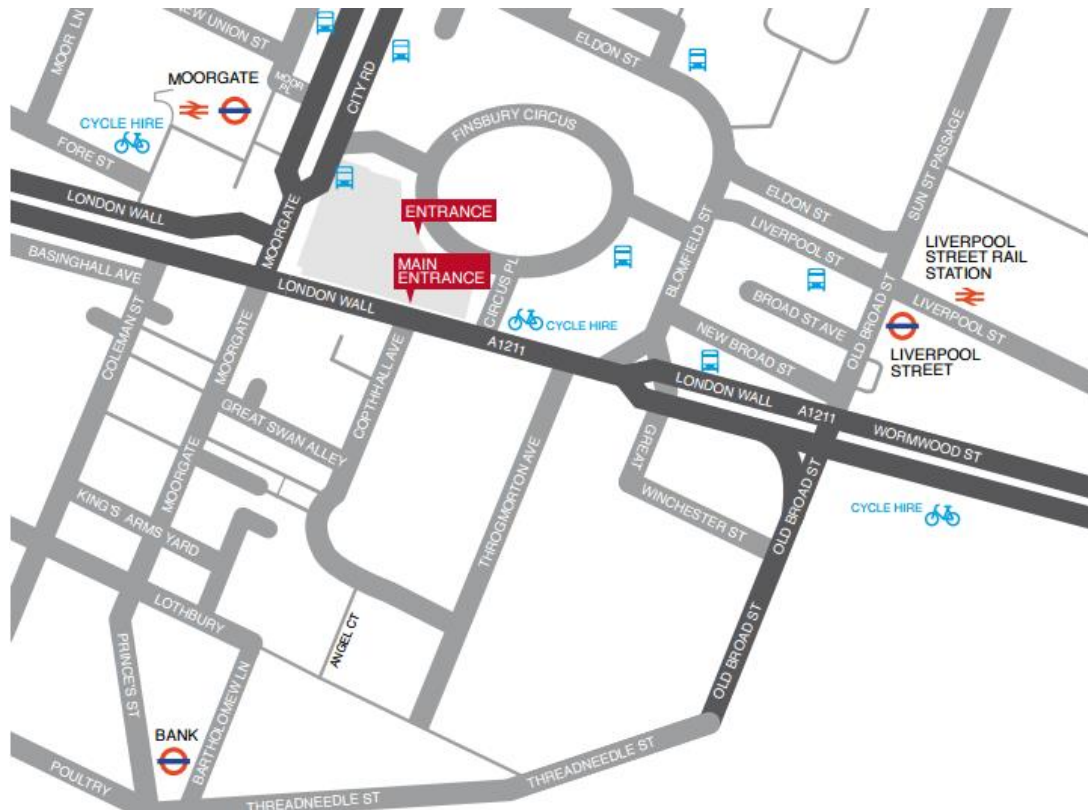 MOOR LN
NEW UNION ST
MOOR PL
CITY RD
ELDON ST
MOORGATE
CYCLE HIRE
FORE ST
FINSBURY CIRCUS
SUN ST PASSAGE
LONDON WALL
MOORGATE
ENTRANCE
ELDON ST
LIVERPOOL ST
BLOMFIELD ST
BASINGHALL AVE
MAIN
ENTRANCE
CIRCUS PL
LIVERPOOL
STREET RAIL
STATION
LONDON WALL
BROAD ST AVE
OLD BROAD ST
LIVERPOOL ST
CYCLE HIRE
COLEMAN ST
A1211
NEW BROAD ST
LIVERPOOL
STREET
MOORGATE
COPTHHALL AVE
LONDON WALL
A1211
WORMWOOD ST
GREAT SWAN ALLEY
GREAT
MOORGATE
THROGMORTON AVE
WINCHESTER ST
OLD BROAD ST
CYCLE HIRE
KING'S ARMS YARD
LOTHBURY
ANGEL CT
OLD BROAD ST
PRINCE'S ST
BARTHOLOMEW LN
BANK
POULTRY
THREADNEEDLE ST
THREADNEEDLE ST